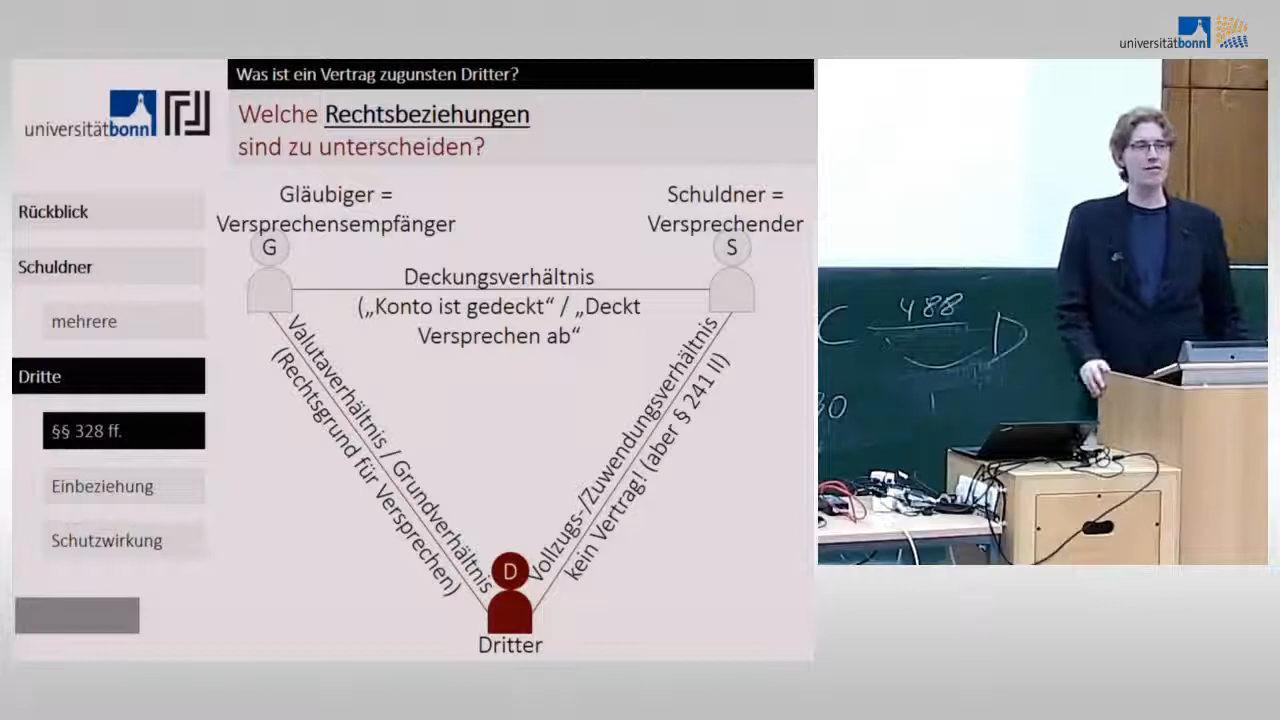 universitätbonn
Was ist ein Vertrag zugunsten Dritter?
universitätbonn
Welche Rechtsbeziehungen
sind zu unterscheiden?
Rückblick
Schuldner
mehrere
Dritte
§§ 328 ff.
Einbeziehung
Schutzwirkung
Gläubiger =
Versprechensempfänger
G
Schuldner =
Versprechender
S
Deckungsverhältnis
(„Konto ist gedeckt“ / „Deckt
Versprechen ab“
Valutaverhältnis / Grundverhältnis
(Rechtsgrund für Versprechen)
Vollzugs-/Zuwendungsverhältnis
kein Vertrag! (aber § 241 II)
D
Dritter
C 488 D